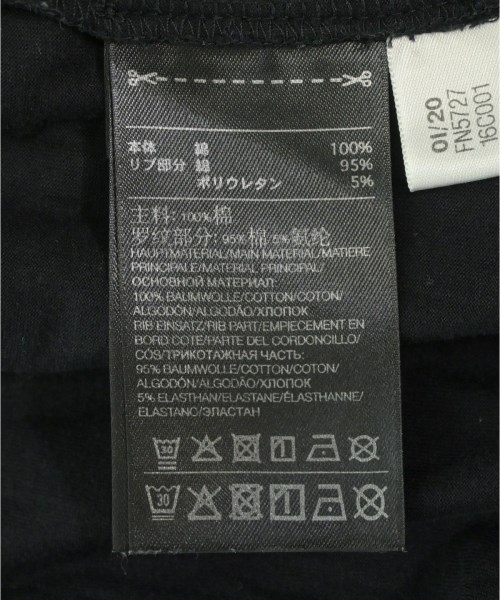 本体 綿 100%
リブ部分 綿 95%
ポリウレタン 5%
主料: 100% 棉
罗纹部分: 95% 棉/5% 氨纶
HAUPTMATERIAL/MAIN MATERIAL/MATIERE
PRINCIPALE/MATERIAL PRINCIPAL/
ОСНОВНОЙ МАТЕРИАЛ:
100% BAUMWOLLE/COTTON/COTON/
ALGODÓN/ALGODÃO/ХЛОПОК
RIB EINSATZ/RIB PART/EMPIECEMENT EN
BORD COTE/PARTE DEL CORDONCILLO/
CÓS/ТРИКОТАЖНАЯ ЧАСТЬ:
95% BAUMWOLLE/COTTON/COTON/
ALGODÓN/ALGODÃO/ХЛОПОК
5% ELASTHAN/ELASTANE/ÉLASTHANNE/
ELASTANO/ЭЛАСТАН
30
30
01/20
FN5727
16C001